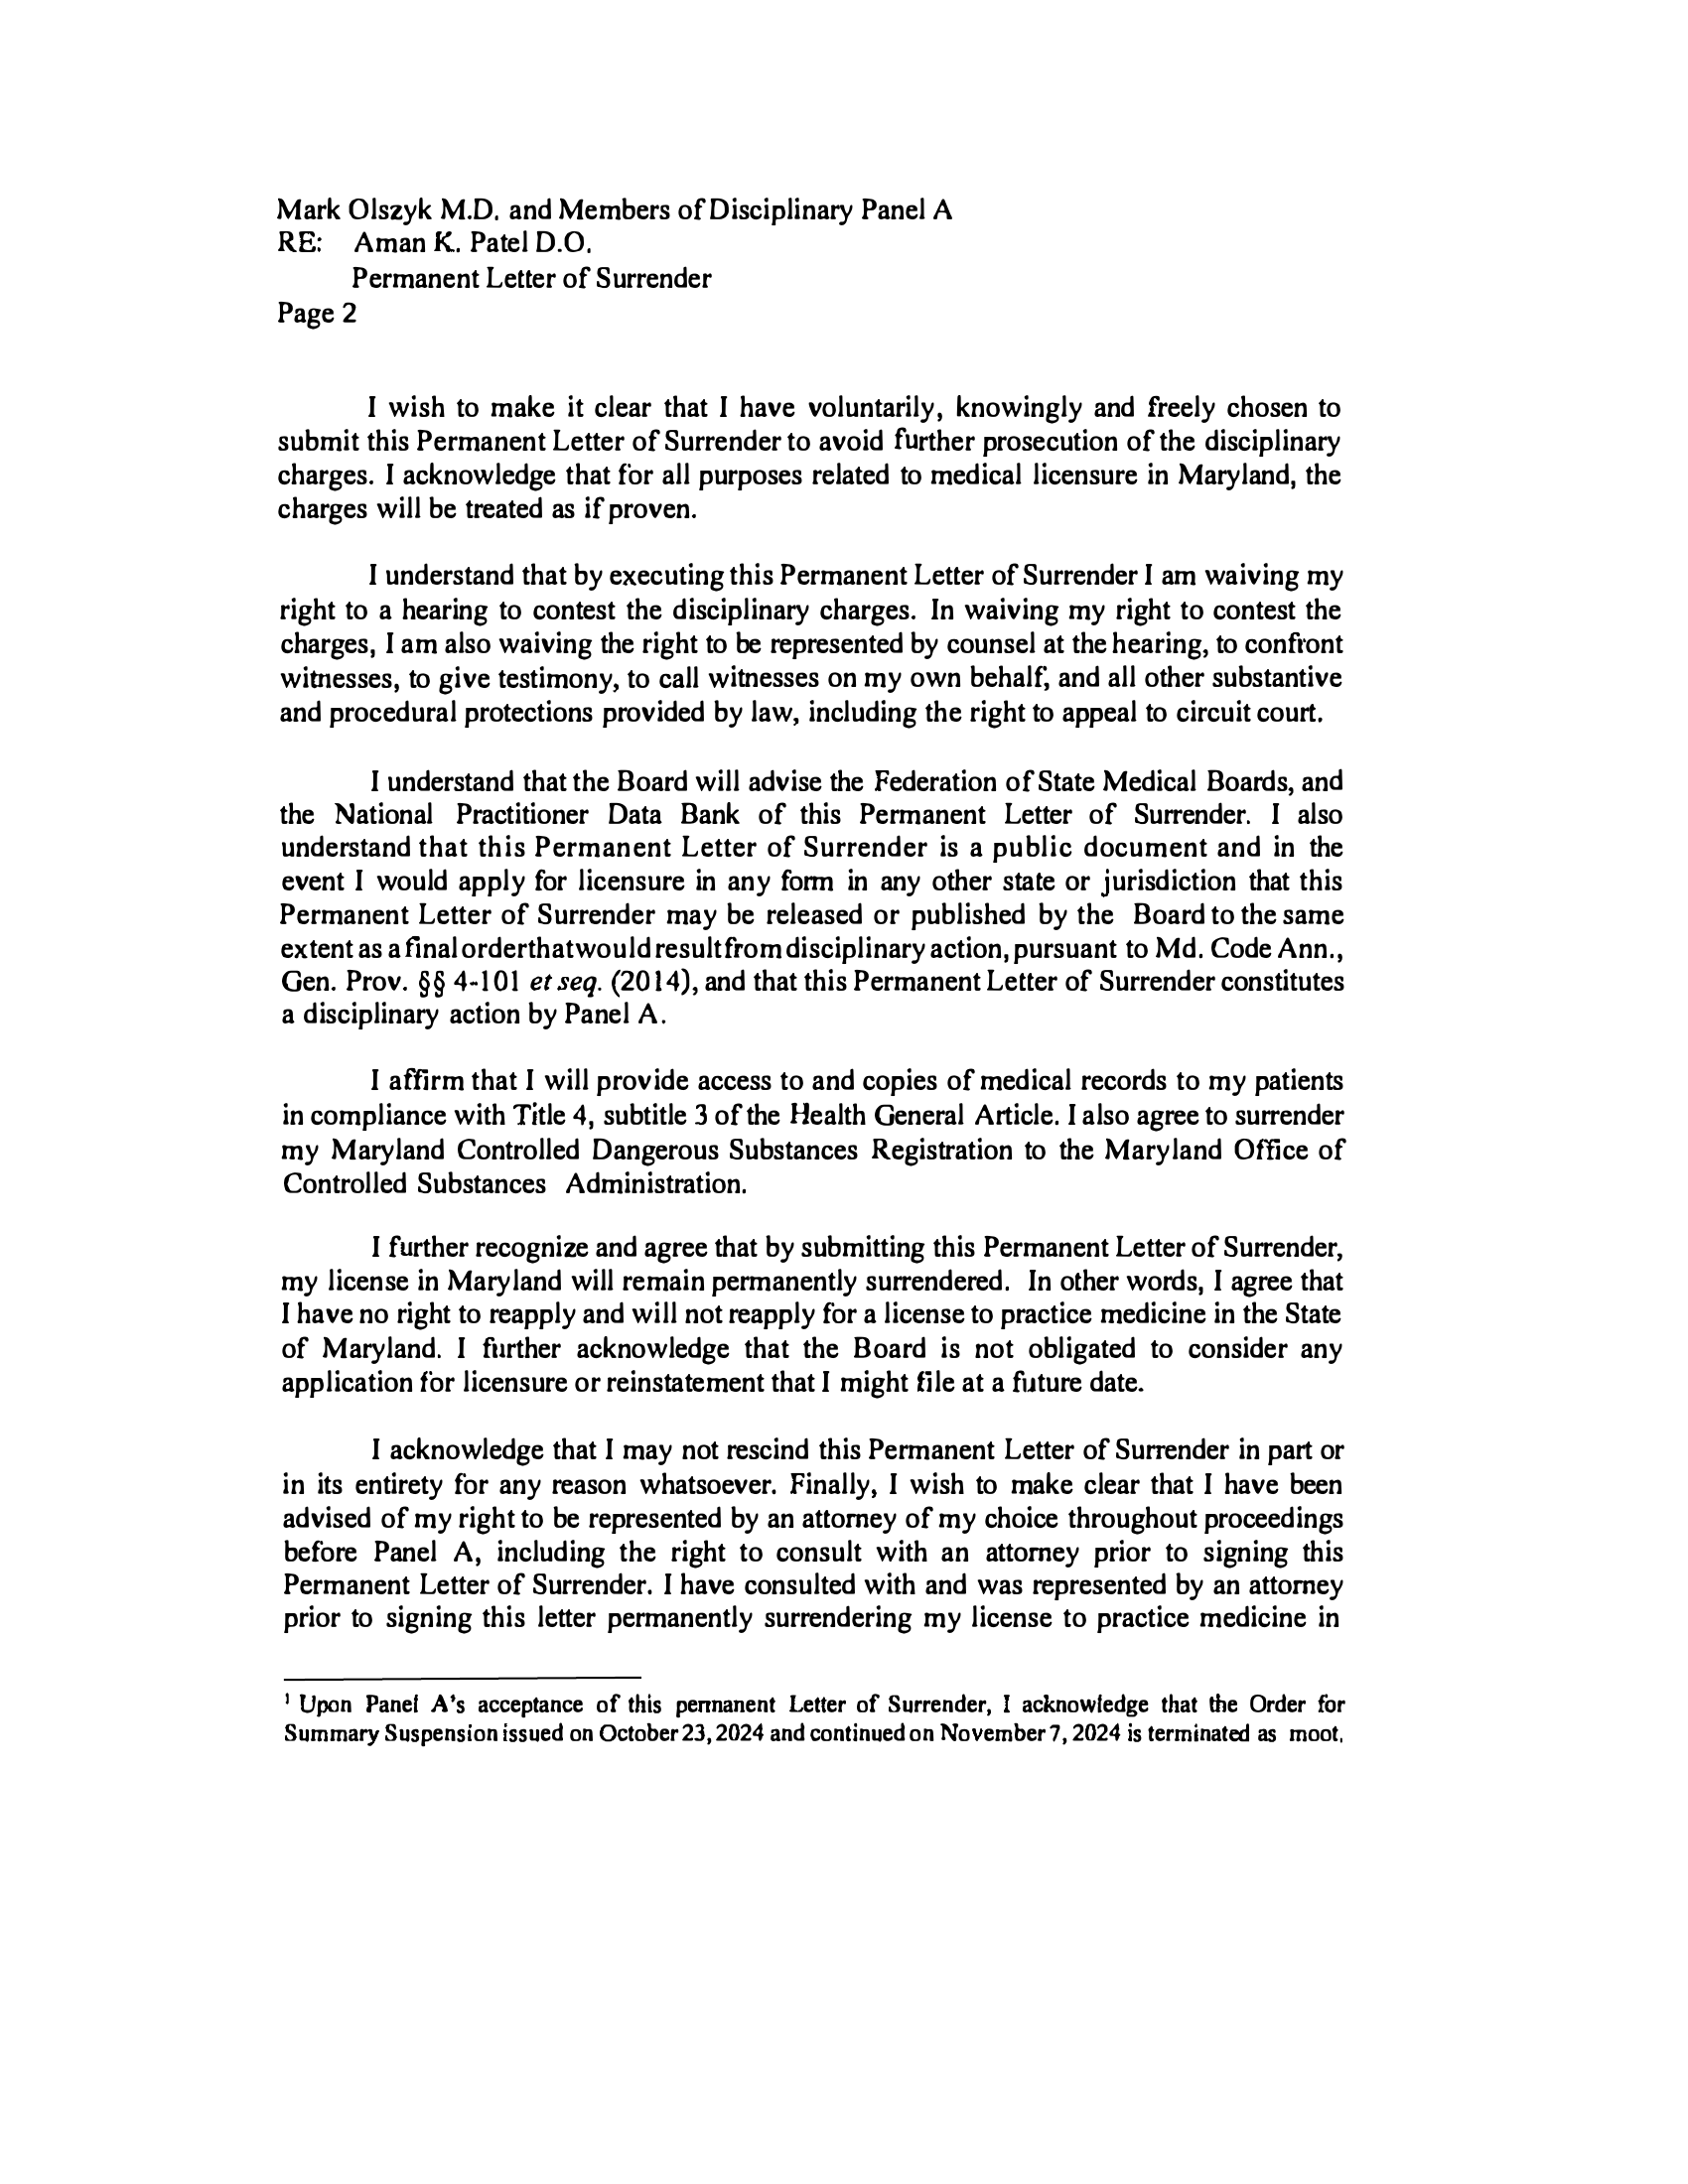 Mark Olszyk M.D. and Members of Disciplinary Panel A
RE: Aman K. Patel D.O.
Permanent Letter of Surrender
Page 2
I wish to make it clear that I have voluntarily, knowingly and freely chosen to
submit this Permanent Letter of Surrender to avoid further prosecution of the disciplinary
charges. I acknowledge that for all purposes related to medical licensure in Maryland, the
charges will be treated as if proven.
I understand that by executing this Permanent Letter of Surrender I am waiving my
right to a hearing to contest the disciplinary charges. In waiving my right to contest the
charges, I am also waiving the right to be represented by counsel at the hearing, to confront
witnesses, to give testimony, to call witnesses on my own behalf, and all other substantive
and procedural protections provided by law, including the right to appeal to circuit court.
I understand that the Board will advise the Federation of State Medical Boards, and
the National Practitioner Data Bank of this Permanent Letter of Surrender. I also
understand that this Permanent Letter of Surrender is a public document and in the
event I would apply for licensure in any form in any other state or jurisdiction that this
Permanent Letter of Surrender may be released or published by the Board to the same
extent as a final order that would result from disciplinary action, pursuant to Md. Code Ann.,
Gen. Prov. §§ 4-101 et seq. (2014), and that this Permanent Letter of Surrender constitutes
a disciplinary action by Panel A.
I affirm that I will provide access to and copies of medical records to my patients
in compliance with Title 4, subtitle 3 of the Health General Article. I also agree to surrender
my Maryland Controlled Dangerous Substances Registration to the Maryland Office of
Controlled Substances Administration.
I further recognize and agree that by submitting this Permanent Letter of Surrender,
my license in Maryland will remain permanently surrendered. In other words, I agree that
I have no right to reapply and will not reapply for a license to practice medicine in the State
of Maryland. I further acknowledge that the Board is not obligated to consider any
application for licensure or reinstatement that I might file at a future date.
I acknowledge that I may not rescind this Permanent Letter of Surrender in part or
in its entirety for any reason whatsoever. Finally, I wish to make clear that I have been
advised of my right to be represented by an attorney of my choice throughout proceedings
before Panel A, including the right to consult with an attorney prior to signing this
Permanent Letter of Surrender. I have consulted with and was represented by an attorney
prior to signing this letter permanently surrendering my license to practice medicine in
1 Upon Panel A's acceptance of this permanent Letter of Surrender, I acknowledge that the Order for
Summary Suspension issued on October 23, 2024 and continued on November 7, 2024 is terminated as moot.